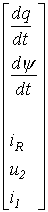 dq
dt
dψ
dt
i_R
u_2
i_1